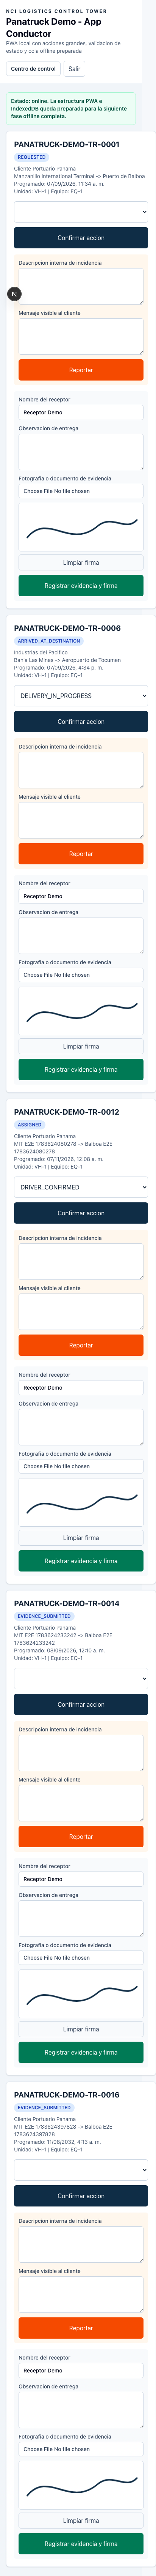 NCI LOGISTICS CONTROL TOWER
Panatruck Demo - App
Conductor
PWA local con acciones grandes, validacion de
estado y cola offline preparada
Centro de control
Salir
Estado: online. La estructura PWA e
IndexedDB queda preparada para la siguiente
fase offline completa.
PANATRUCK-DEMO-TR-0001
REQUESTED
Cliente Portuario Panama
Manzanillo International Terminal -> Puerto de Balboa
Programado: 07/09/2026, 11:34 a. m.
Unidad: VH-1 | Equipo: EQ-1
Confirmar accion
Descripcion interna de incidencia
N
Mensaje visible al cliente
Reportar
Nombre del receptor
Receptor Demo
Observacion de entrega
Fotografia o documento de evidencia
Choose File No file chosen
Limpiar firma
Registrar evidencia y firma
PANATRUCK-DEMO-TR-0006
ARRIVED_AT_DESTINATION
Industrias del Pacifico
Bahia Las Minas -> Aeropuerto de Tocumen
Programado: 07/09/2026, 4:34 p. m.
Unidad: VH-1 | Equipo: EQ-1
DELIVERY_IN_PROGRESS
Confirmar accion
Descripcion interna de incidencia
Mensaje visible al cliente
Reportar
Nombre del receptor
Receptor Demo
Observacion de entrega
Fotografia o documento de evidencia
Choose File No file chosen
Limpiar firma
Registrar evidencia y firma
PANATRUCK-DEMO-TR-0012
ASSIGNED
Cliente Portuario Panama
MIT E2E 1783624080278 -> Balboa E2E
1783624080278
Programado: 07/11/2026, 12:08 a. m.
Unidad: VH-1 | Equipo: EQ-1
DRIVER_CONFIRMED
Confirmar accion
Descripcion interna de incidencia
Mensaje visible al cliente
Reportar
Nombre del receptor
Receptor Demo
Observacion de entrega
Fotografia o documento de evidencia
Choose File No file chosen
Limpiar firma
Registrar evidencia y firma
PANATRUCK-DEMO-TR-0014
EVIDENCE_SUBMITTED
Cliente Portuario Panama
MIT E2E 1783624233242 -> Balboa E2E
1783624233242
Programado: 08/09/2026, 12:10 a. m.
Unidad: VH-1 | Equipo: EQ-1
Confirmar accion
Descripcion interna de incidencia
Mensaje visible al cliente
Reportar
Nombre del receptor
Receptor Demo
Observacion de entrega
Fotografia o documento de evidencia
Choose File No file chosen
Limpiar firma
Registrar evidencia y firma
PANATRUCK-DEMO-TR-0016
EVIDENCE_SUBMITTED
Cliente Portuario Panama
MIT E2E 1783624397828 -> Balboa E2E
1783624397828
Programado: 11/08/2032, 4:13 a. m.
Unidad: VH-1 | Equipo: EQ-1
Confirmar accion
Descripcion interna de incidencia
Mensaje visible al cliente
Reportar
Nombre del receptor
Receptor Demo
Observacion de entrega
Fotografia o documento de evidencia
Choose File No file chosen
Limpiar firma
Registrar evidencia y firma